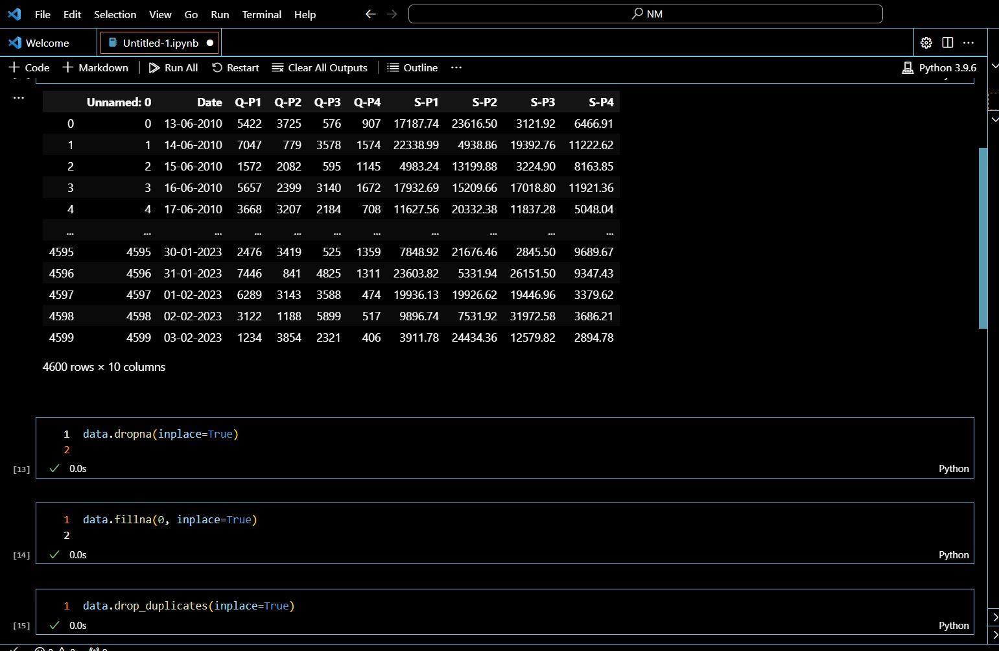 File Edit Selection View Go Run Terminal Help NM
Welcome Untitled-1.ipynb
Code Markdown Run All Restart Clear All Outputs Outline ... Python 3.9.6
...
Unnamed: 0 Date Q-P1 Q-P2 Q-P3 Q-P4 S-P1 S-P2 S-P3 S-P4
0 0 13-06-2010 5422 3725 576 907 17187.74 23616.50 3121.92 6466.91
1 1 14-06-2010 7047 779 3578 1574 22338.99 4938.86 19392.76 11222.62
2 2 15-06-2010 1572 2082 595 1145 4983.24 13199.88 3224.90 8163.85
3 3 16-06-2010 5657 2399 3140 1672 17932.69 15209.66 17018.80 11921.36
4 4 17-06-2010 3668 3207 2184 708 11627.56 20332.38 11837.28 5048.04
... ... ... ... ... ... ... ... ... ... ...
4595 4595 30-01-2023 2476 3419 525 1359 7848.92 21676.46 2845.50 9689.67
4596 4596 31-01-2023 7446 841 4825 1311 23603.82 5331.94 26151.50 9347.43
4597 4597 01-02-2023 6289 3143 3588 474 19936.13 19926.62 19446.96 3379.62
4598 4598 02-02-2023 3122 1188 5899 517 9896.74 7531.92 31972.58 3686.21
4599 4599 03-02-2023 1234 3854 2321 406 3911.78 24434.36 12579.82 2894.78
4600 rows × 10 columns
1 data.dropna(inplace=True)
2
[13] 0.0s Python
1 data.fillna(0, inplace=True)
2
[14] 0.0s Python
1 data.drop_duplicates(inplace=True)
[15] 0.0s Python